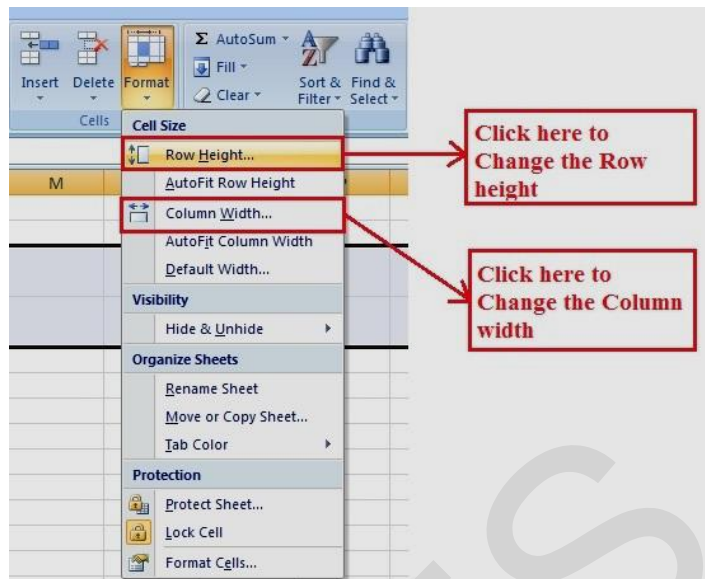 Σ AutoSum
Fill
Clear
Insert
Delete
Format
Sort &
Filter
Find &
Select
Cells
Cell Size
Row Height...
AutoFit Row Height
Column Width...
AutoFit Column Width
Default Width...
Visibility
Hide & Unhide
Organize Sheets
Rename Sheet
Move or Copy Sheet...
Tab Color
Protection
Protect Sheet...
Lock Cell
Format Cells...
M
Click here to
Change the Row
height
Click here to
Change the Column
width